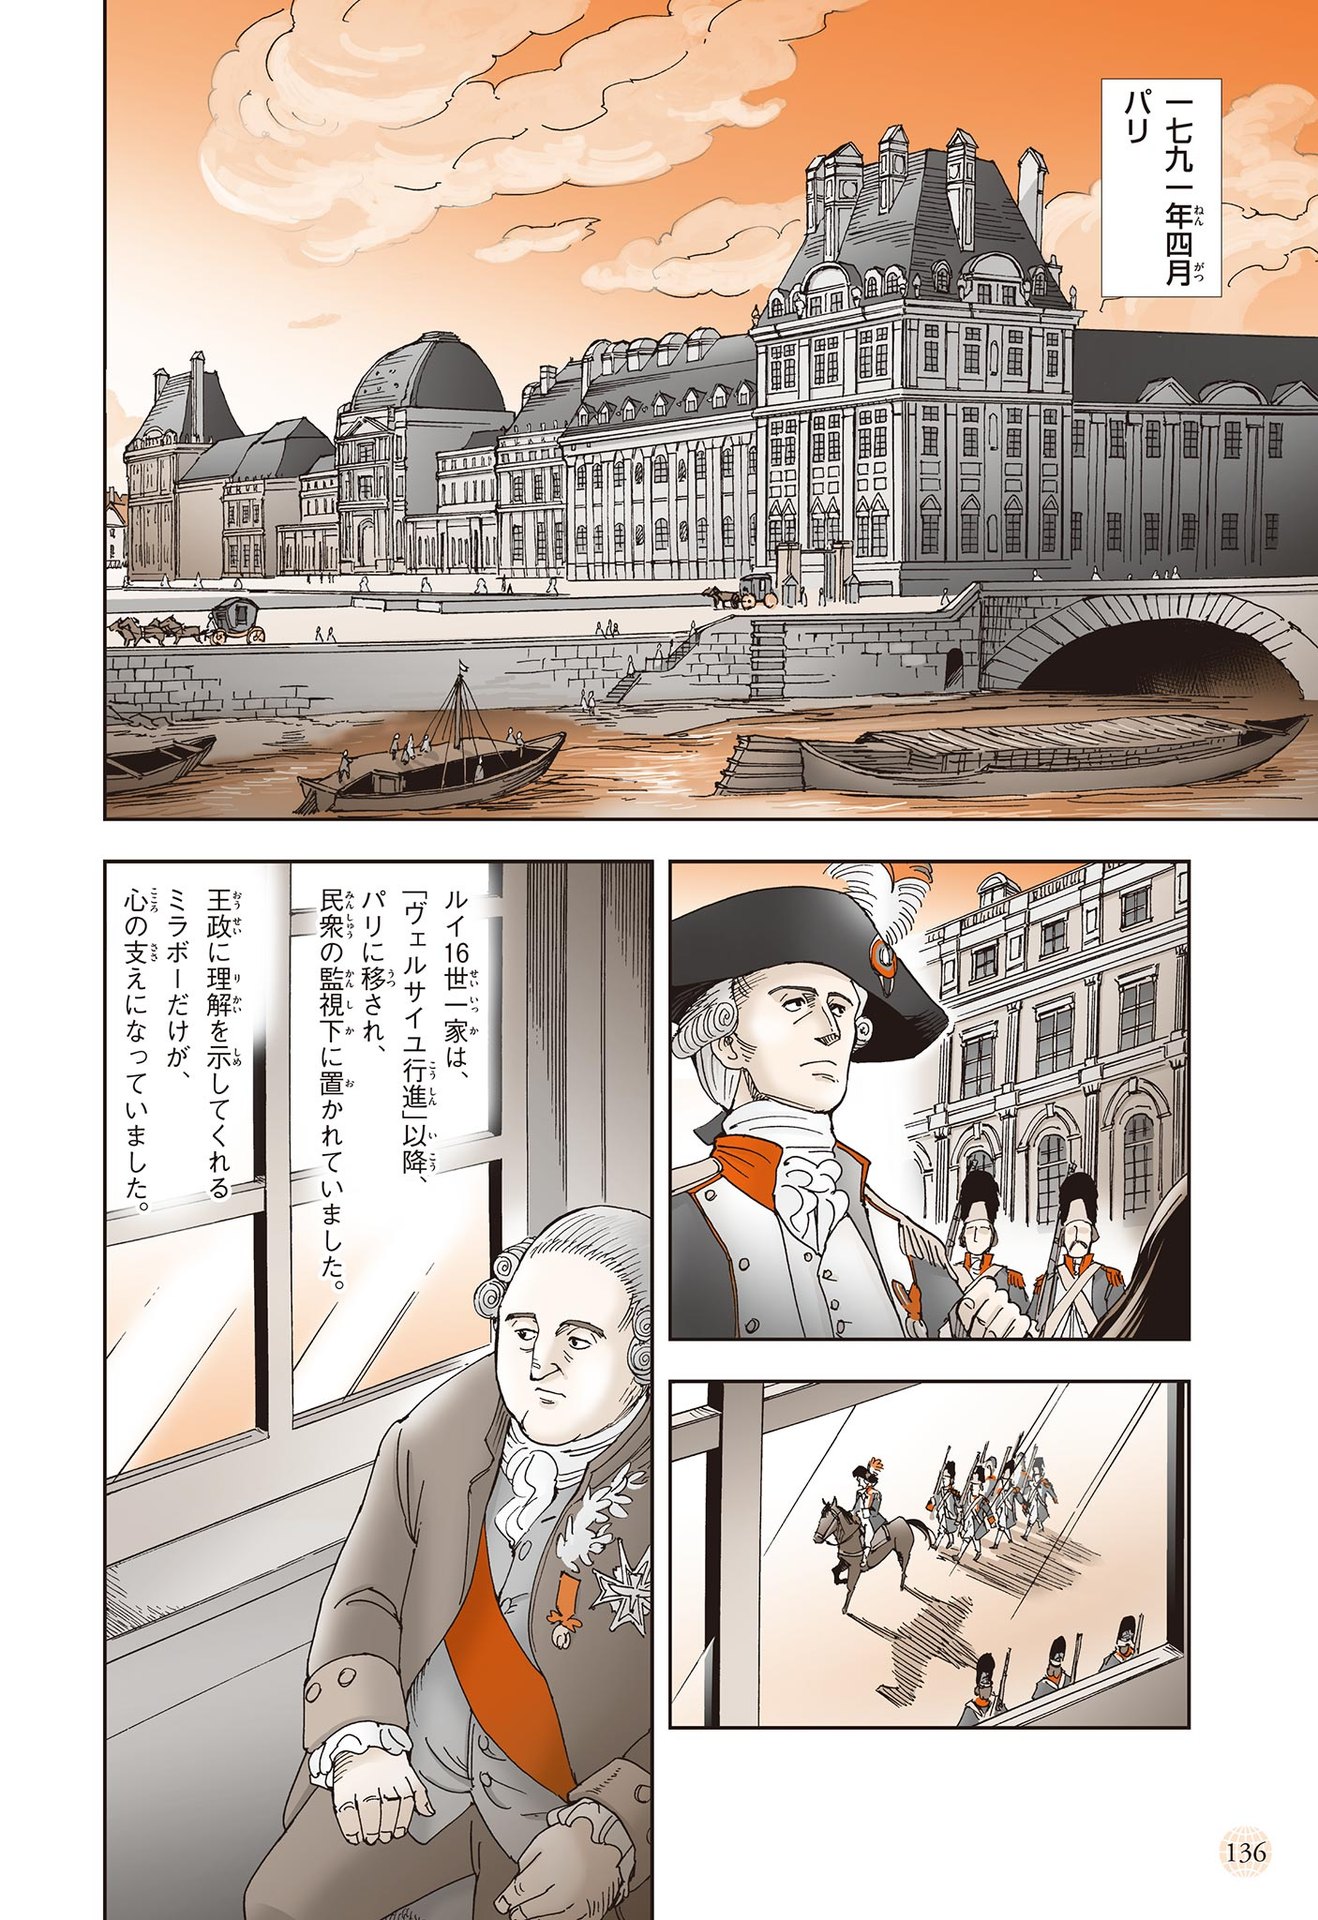 一七九一年四月
パリ
ルイ16世一家は、
「ヴェルサイユ行進」以降、
パリに移され、
民衆の監視下に置かれていました。
王政に理解を示してくれる
ミラボーだけが、
心の支えになっていました。
136